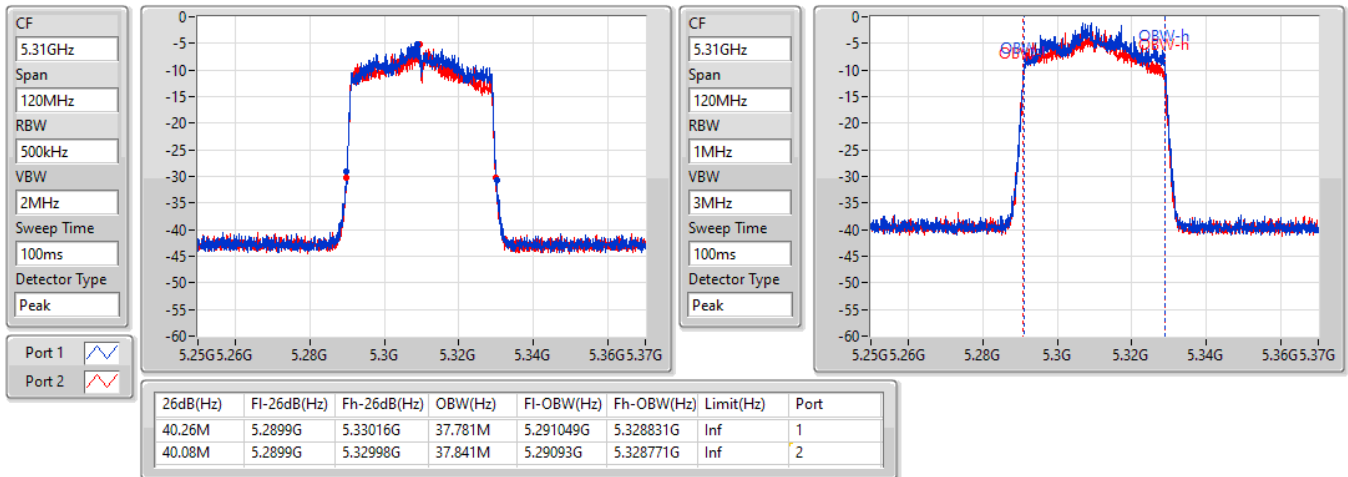 CF
5.31GHz
Span
120MHz
RBW
500kHz
VBW
2MHz
Sweep Time
100ms
Detector Type
Peak
Port 1
Port 2
0
-5
-10
-15
-20
-25
-30
-35
-40
-45
-50
-55
-60
5.25G 5.26G 5.28G 5.3G 5.32G 5.34G 5.36G 5.37G
CF
5.31GHz
Span
120MHz
RBW
1MHz
VBW
3MHz
Sweep Time
100ms
Detector Type
Peak
0
-5
-10
-15
-20
-25
-30
-35
-40
-45
-50
-55
-60
OBW-h
OBW-h
5.25G 5.26G 5.28G 5.3G 5.32G 5.34G 5.36G 5.37G
26dB(Hz) Fl-26dB(Hz) Fh-26dB(Hz) OBW(Hz) Fl-OBW(Hz) Fh-OBW(Hz) Limit(Hz) Port
40.26M 5.2899G 5.33016G 37.781M 5.291049G 5.328831G Inf 1
40.08M 5.2899G 5.32998G 37.841M 5.29093G 5.328771G Inf 2